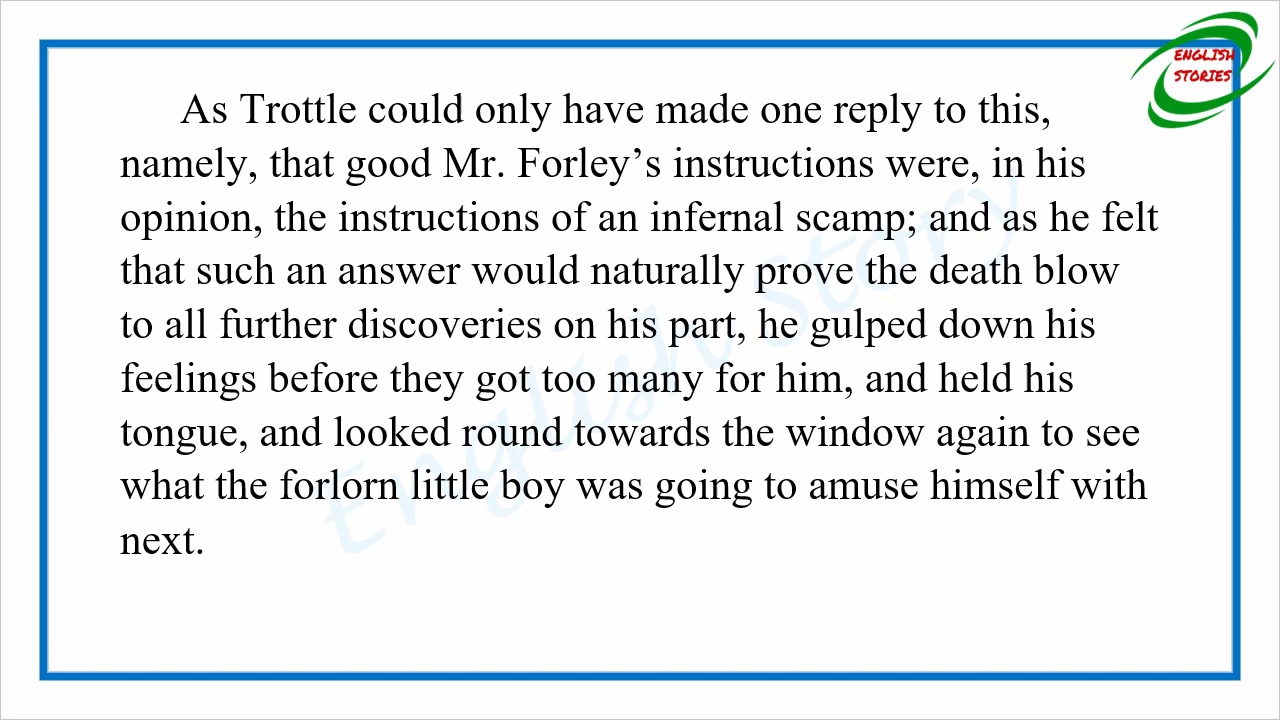 ENGLISH
STORIES
As Trottle could only have made one reply to this,
namely, that good Mr. Forley’s instructions were, in his
opinion, the instructions of an infernal scamp; and as he felt
that such an answer would naturally prove the death blow
to all further discoveries on his part, he gulped down his
feelings before they got too many for him, and held his
tongue, and looked round towards the window again to see
what the forlorn little boy was going to amuse himself with
next.
English Story